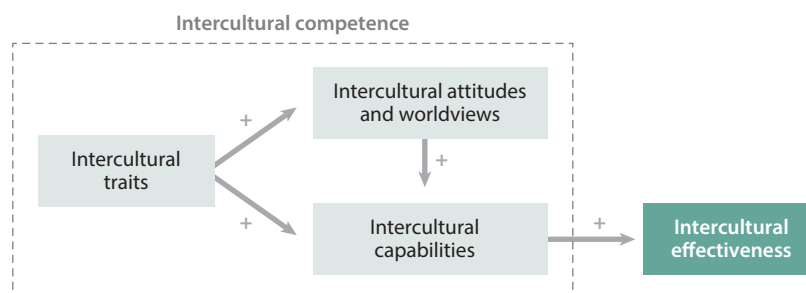 Intercultural competence
Intercultural attitudes
and worldviews
+
+
Intercultural
traits
+
Intercultural
capabilities
+
Intercultural
effectiveness